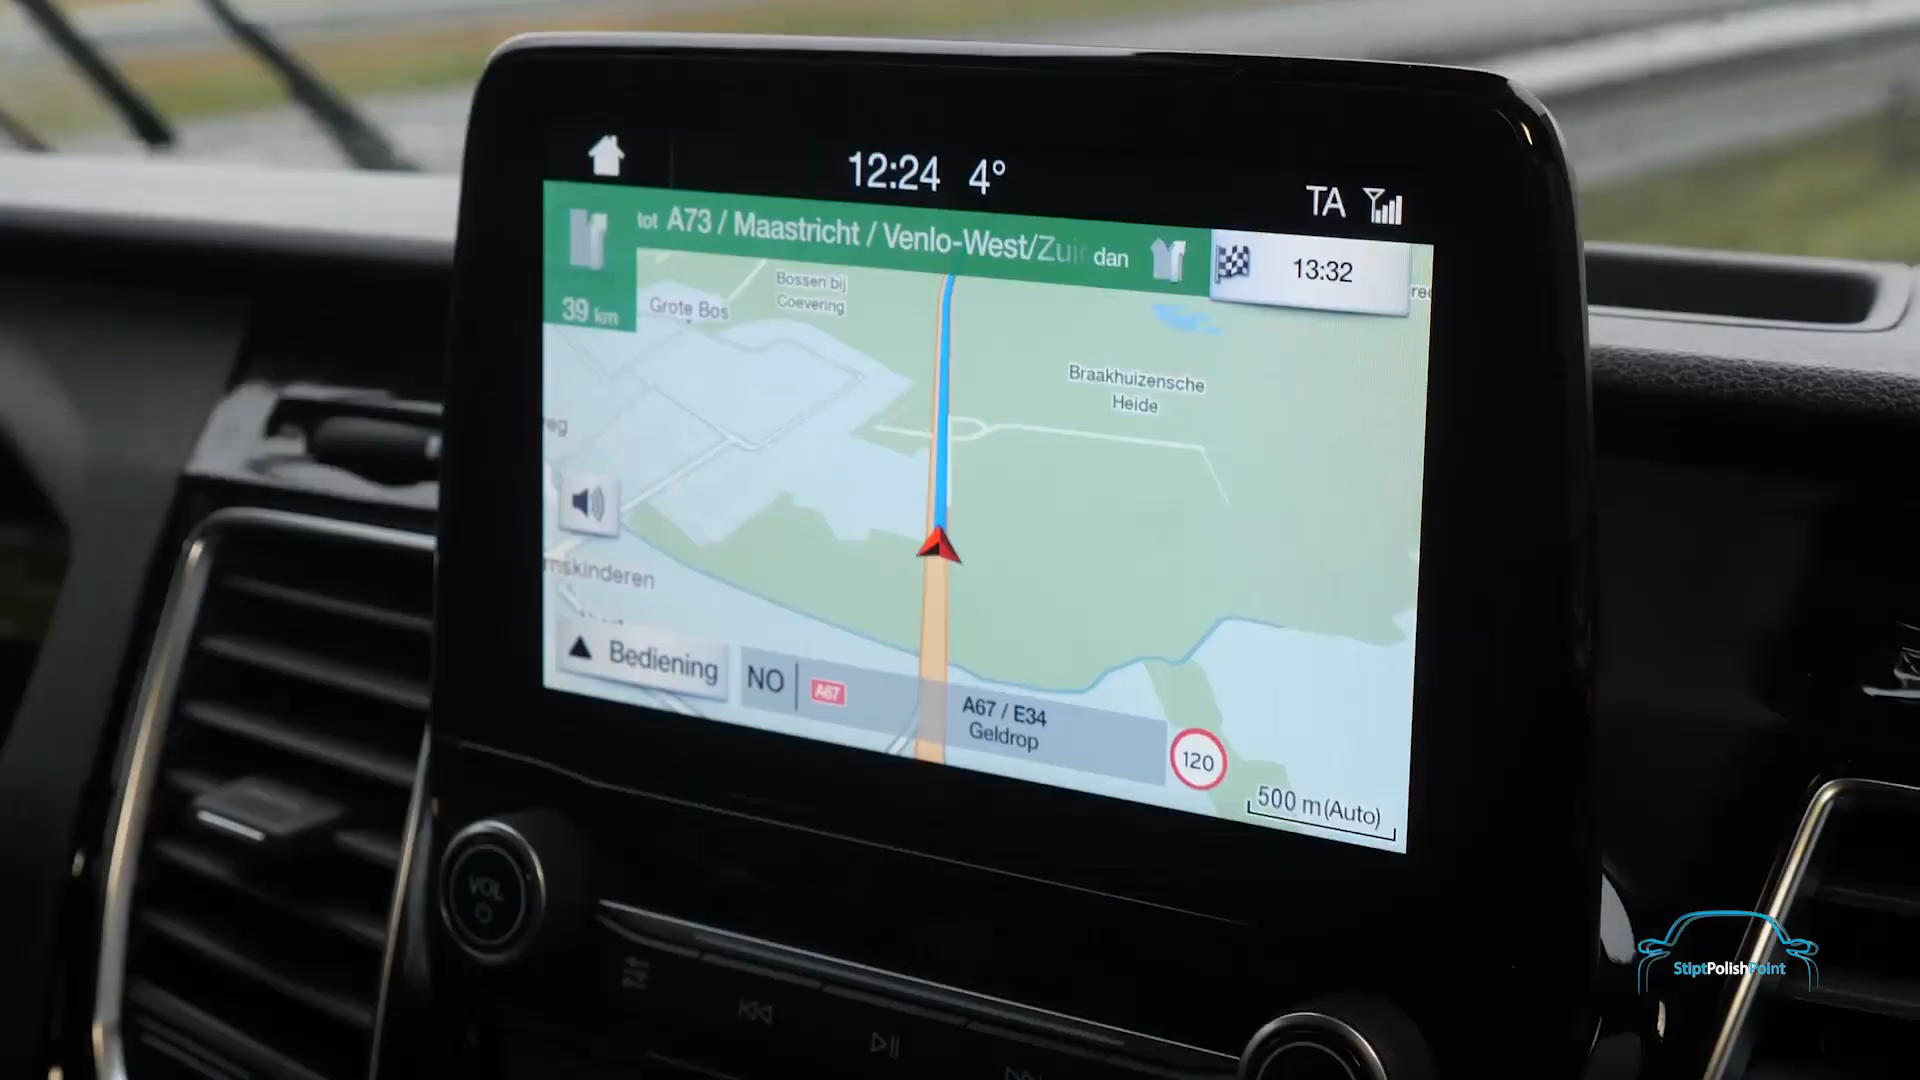 12:24 4°
TA
tot A73 / Maastricht / Venlo-West/Zuid dan
13:32
39 km
Bossen bij
Coevering
Grote Bos
Braakhuizensche
Heide
Bediening
NO
A67
A67 / E34
Geldrop
120
500 m(Auto)
VOL
StiptPolishPoint